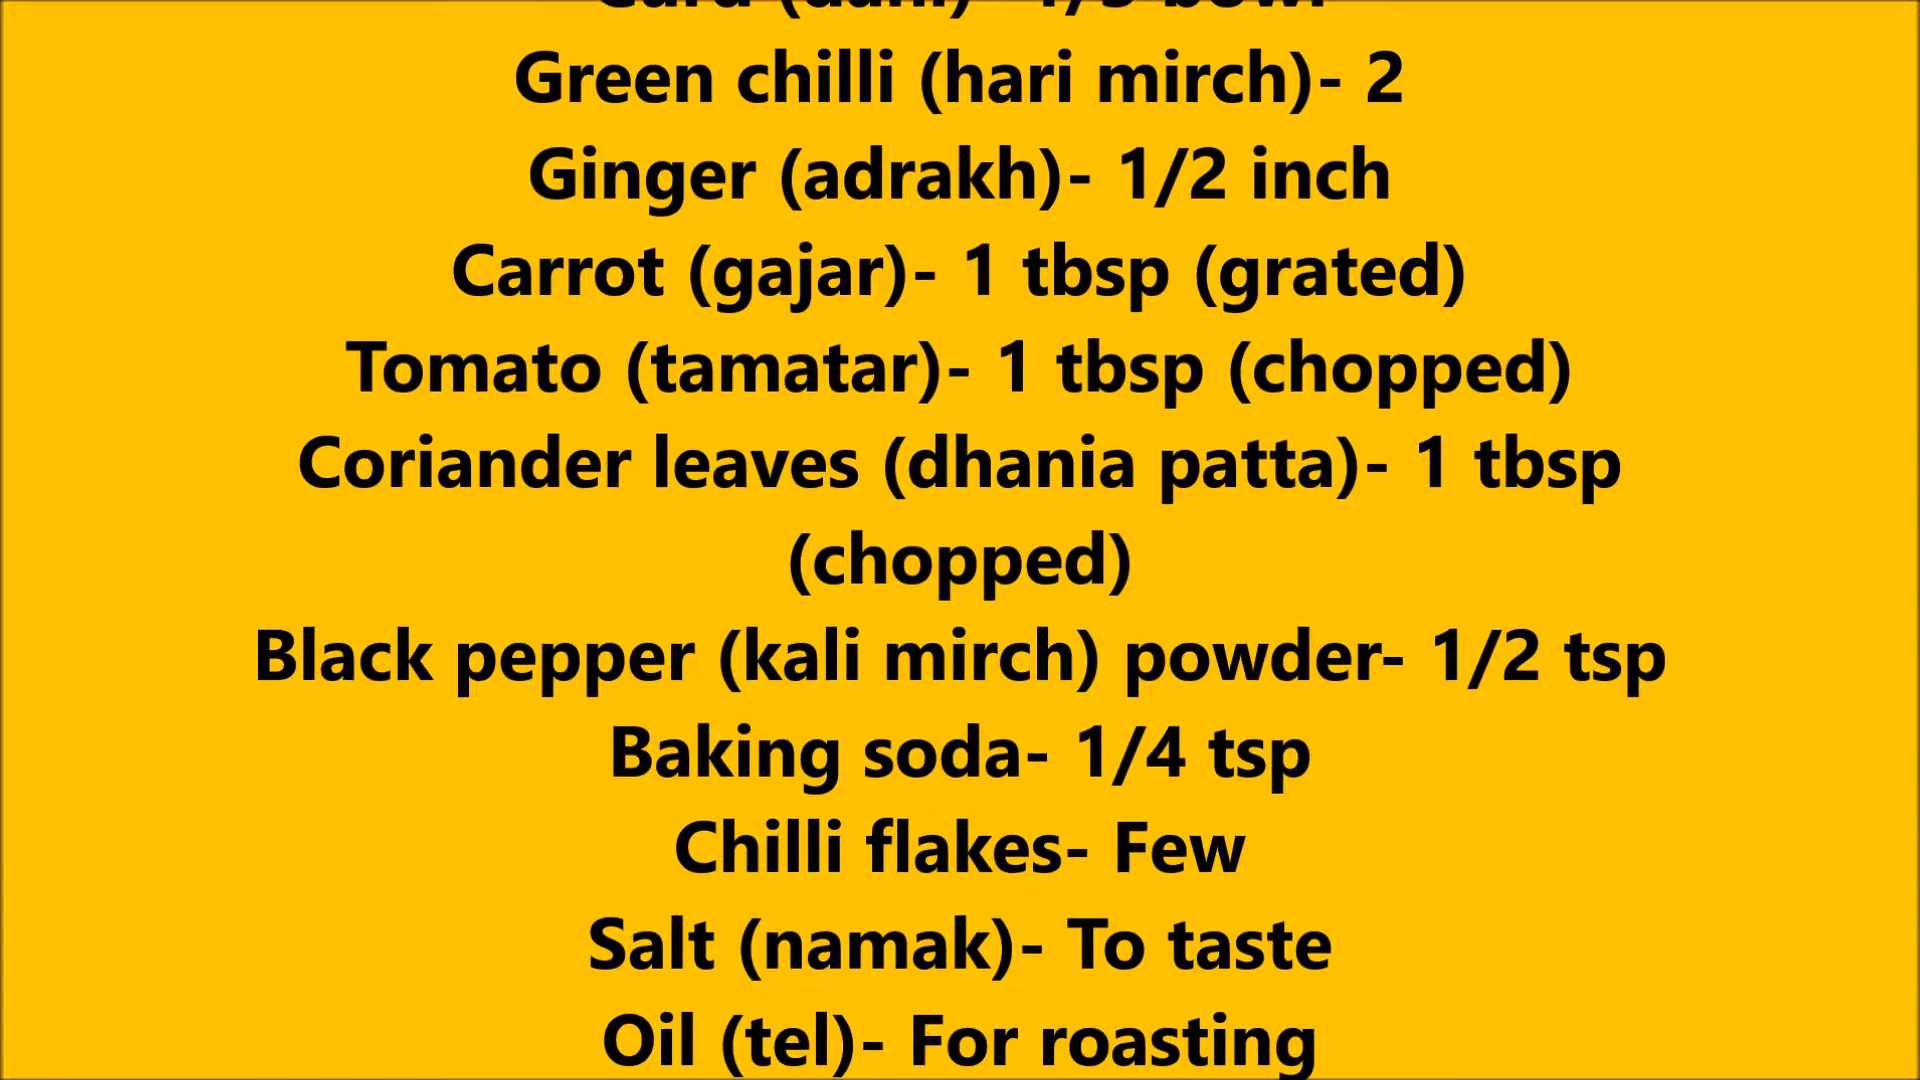 Green chilli (hari mirch)- 2
Ginger (adrakh)- 1/2 inch
Carrot (gajar)- 1 tbsp (grated)
Tomato (tamatar)- 1 tbsp (chopped)
Coriander leaves (dhania patta)- 1 tbsp
(chopped)
Black pepper (kali mirch) powder- 1/2 tsp
Baking soda- 1/4 tsp
Chilli flakes- Few
Salt (namak)- To taste
Oil (tel)- For roasting